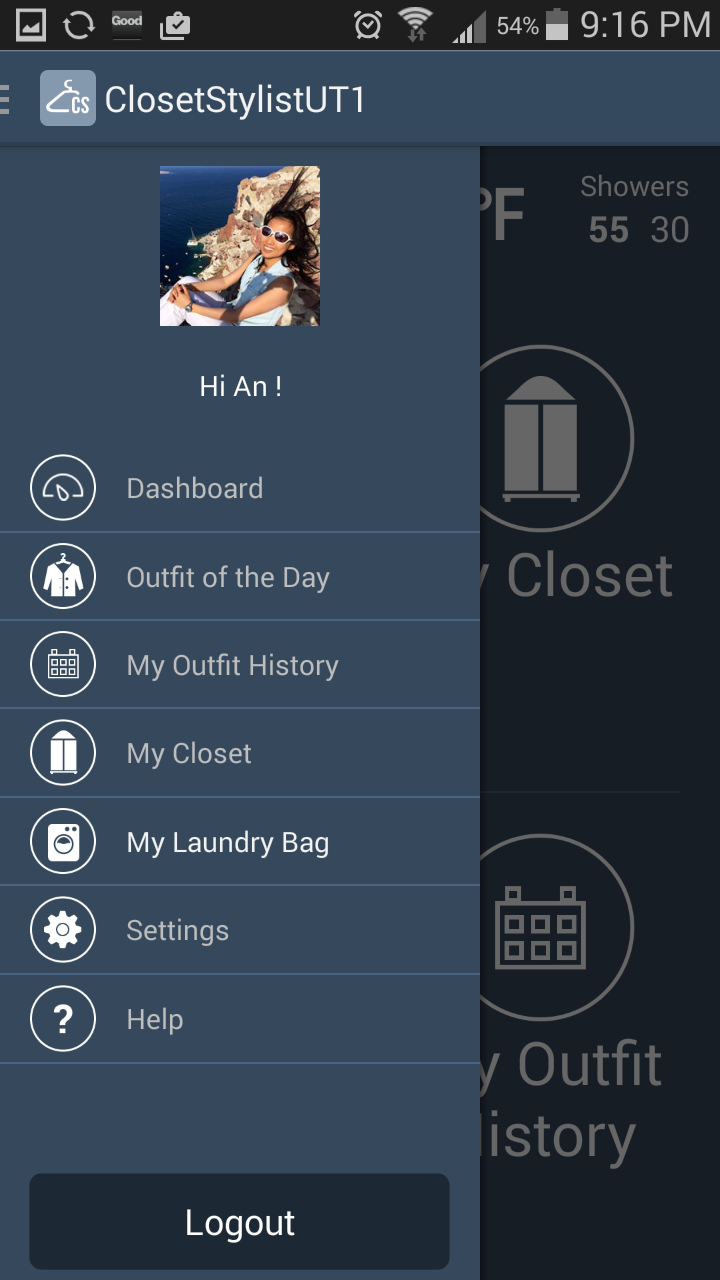 Good
54%
9:16 PM
CS
ClosetStylistUT1
°F
Showers
55 30
Hi An !
Dashboard
Outfit of the Day
My Outfit History
My Closet
My Laundry Bag
Settings
? Help
Logout
y Closet
y Outfit
istory